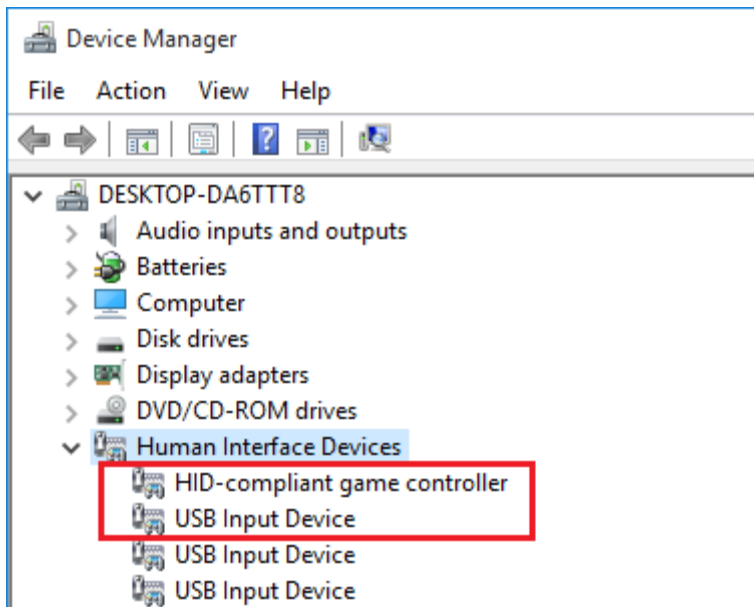 Device Manager
File Action View Help
DESKTOP-DA6TTT8
Audio inputs and outputs
Batteries
Computer
Disk drives
Display adapters
DVD/CD-ROM drives
Human Interface Devices
HID-compliant game controller
USB Input Device
USB Input Device
USB Input Device